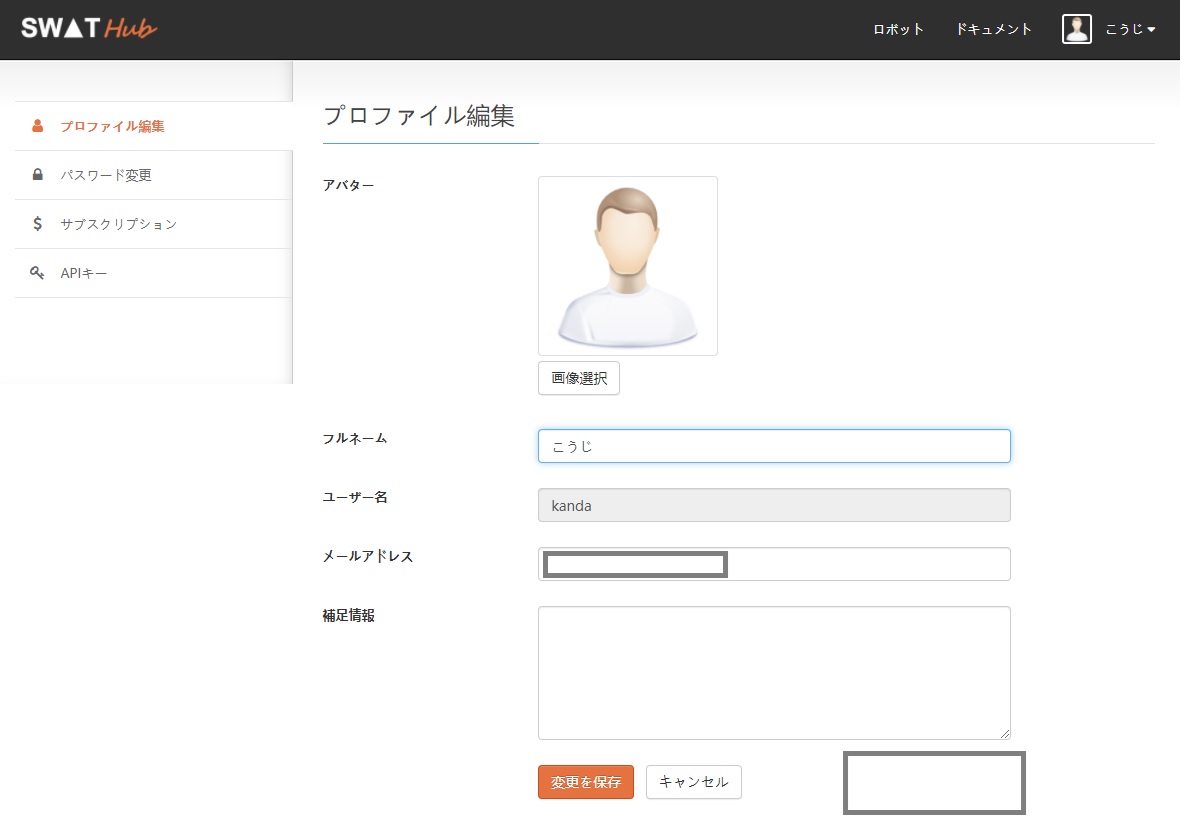 SWAT Hub
ロボット
ドキュメント
こうじ
プロファイル編集
パスワード変更
サブスクリプション
APIキー
プロファイル編集
アバター
画像選択
フルネーム
こうじ
ユーザー名
kanda
メールアドレス
補足情報
変更を保存
キャンセル